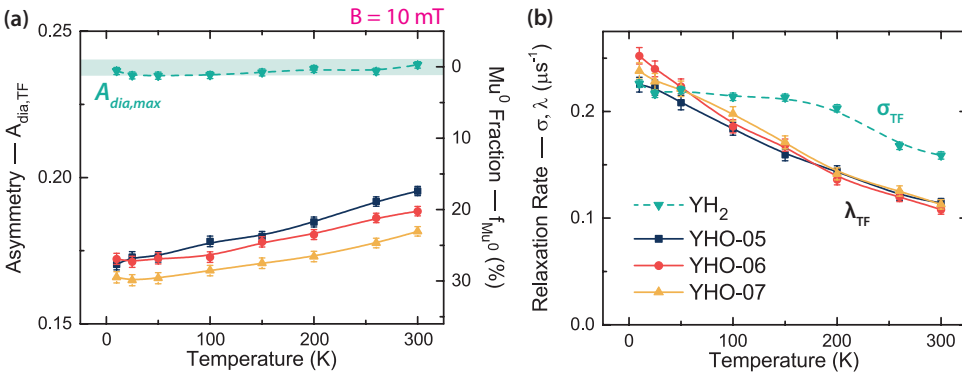 (a)
B = 10 mT
0.25
0.20
0.15
Asymmetry — A_dia,TF
A_dia,max
0
10
20
30
Mu⁰ Fraction — f_Mu⁰ (%)
0 100 200 300
Temperature (K)
(b)
0.2
0.1
0.0
Relaxation Rate — σ, λ (μs⁻¹)
σ_TF
λ_TF
YH₂
YHO-05
YHO-06
YHO-07
0 100 200 300
Temperature (K)